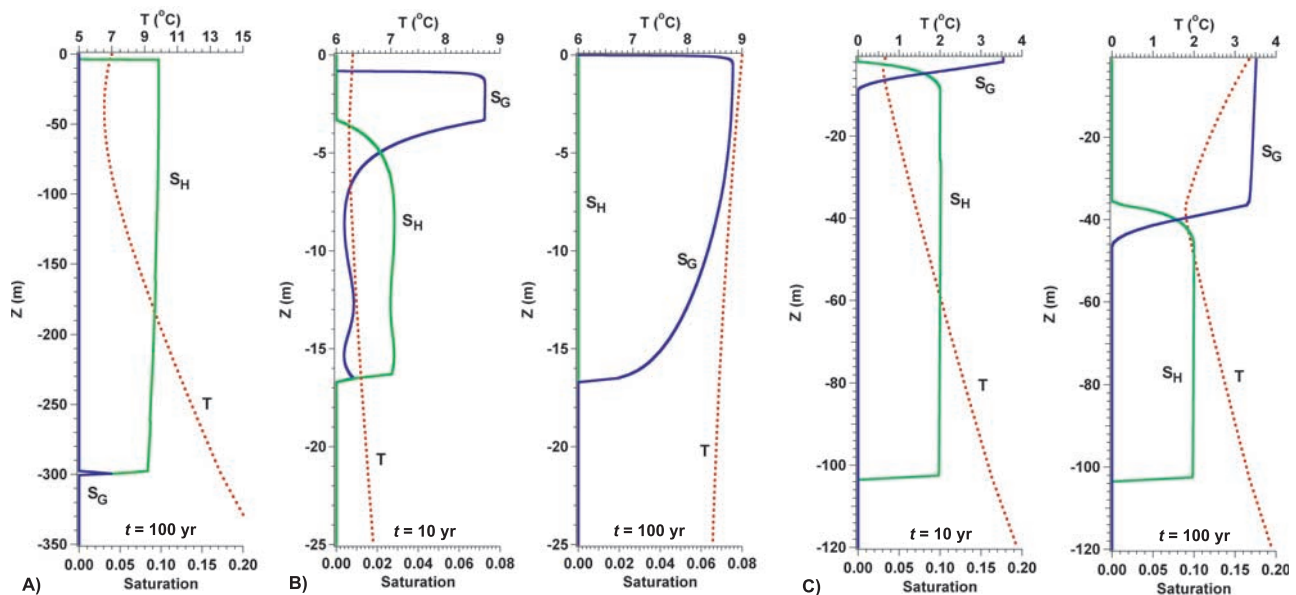 T (°C)
5 7 9 11 13 15
0
-50
-100
-150
-200
-250
-300
-350
Z (m)
S_H
T
S_G
t = 100 yr
0.00 0.05 0.10 0.15 0.20
Saturation
A)
T (°C)
6 7 8 9
0
-5
-10
-15
-20
-25
Z (m)
S_G
S_H
T
t = 10 yr
0.00 0.02 0.04 0.06 0.08
Saturation
B)
T (°C)
6 7 8 9
0
-5
-10
-15
-20
-25
Z (m)
S_H
S_G
T
t = 100 yr
0.00 0.02 0.04 0.06 0.08
Saturation
T (°C)
0 1 2 3 4
-20
-40
-60
-80
-100
-120
Z (m)
S_G
S_H
T
t = 10 yr
0.00 0.05 0.10 0.15 0.20
Saturation
C)
T (°C)
0 1 2 3 4
-20
-40
-60
-80
-100
-120
Z (m)
S_G
S_H
T
t = 100 yr
0.00 0.05 0.10 0.15 0.20
Saturation